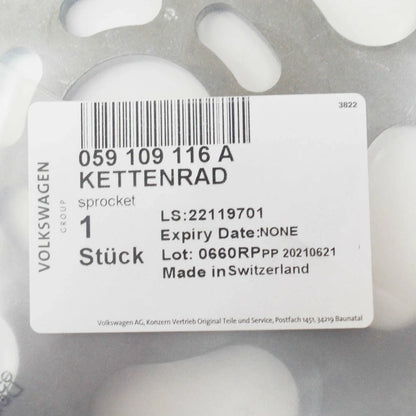 3822
059 109 116 A
KETTENRAD
sprocket
VOLKSWAGEN
GROUP
1
Stück
LS:22119701
Expiry Date:NONE
Lot: 0660RPPP 20210621
Made in Switzerland
Volkswagen AG, Konzern Vertrieb Original Teile und Service, Postfach 1451, 34219 Baunatal